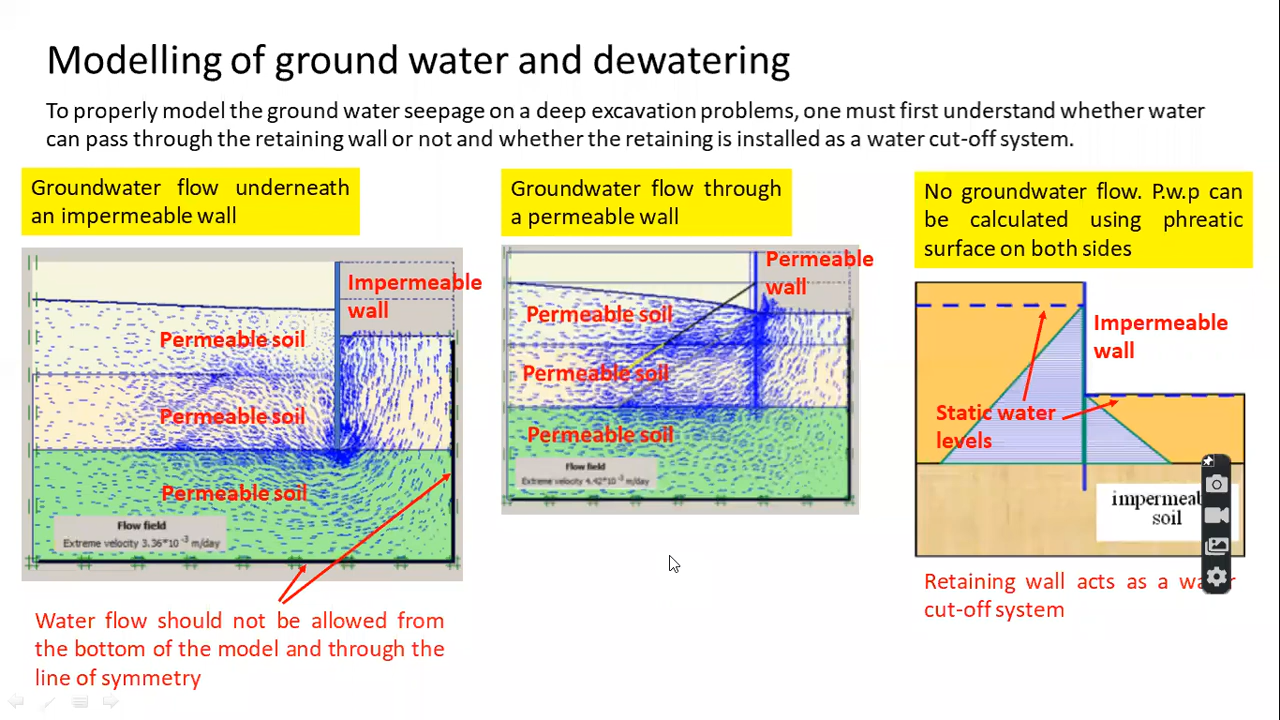 Modelling of ground water and dewatering
To properly model the ground water seepage on a deep excavation problems, one must first understand whether water
can pass through the retaining wall or not and whether the retaining is installed as a water cut-off system.
Groundwater flow underneath
an impermeable wall
Impermeable
wall
Permeable soil
Permeable soil
Permeable soil
Flow field
Extreme velocity 3.36*10⁻³ m/day
Water flow should not be allowed from
the bottom of the model and through the
line of symmetry
Groundwater flow through
a permeable wall
Permeable
wall
Permeable soil
Permeable soil
Permeable soil
Flow field
Extreme velocity 4.42*10⁻³ m/day
No groundwater flow. P.w.p can
be calculated using phreatic
surface on both sides
Impermeable
wall
Static water
levels
soil
Retaining wall acts as a
cut-off system